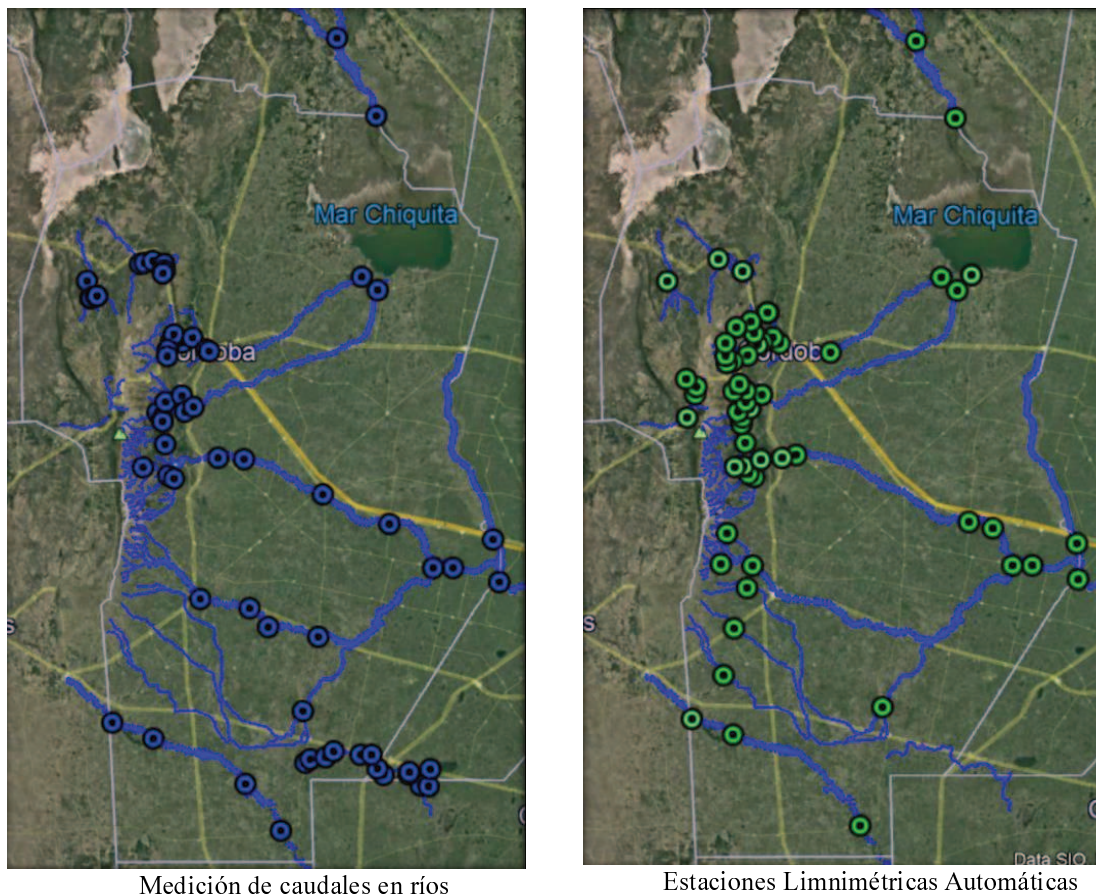 Mar Chiquita
Mar Chiquita
Data SIO
Medición de caudales en ríos
Estaciones Limnimétricas Automáticas